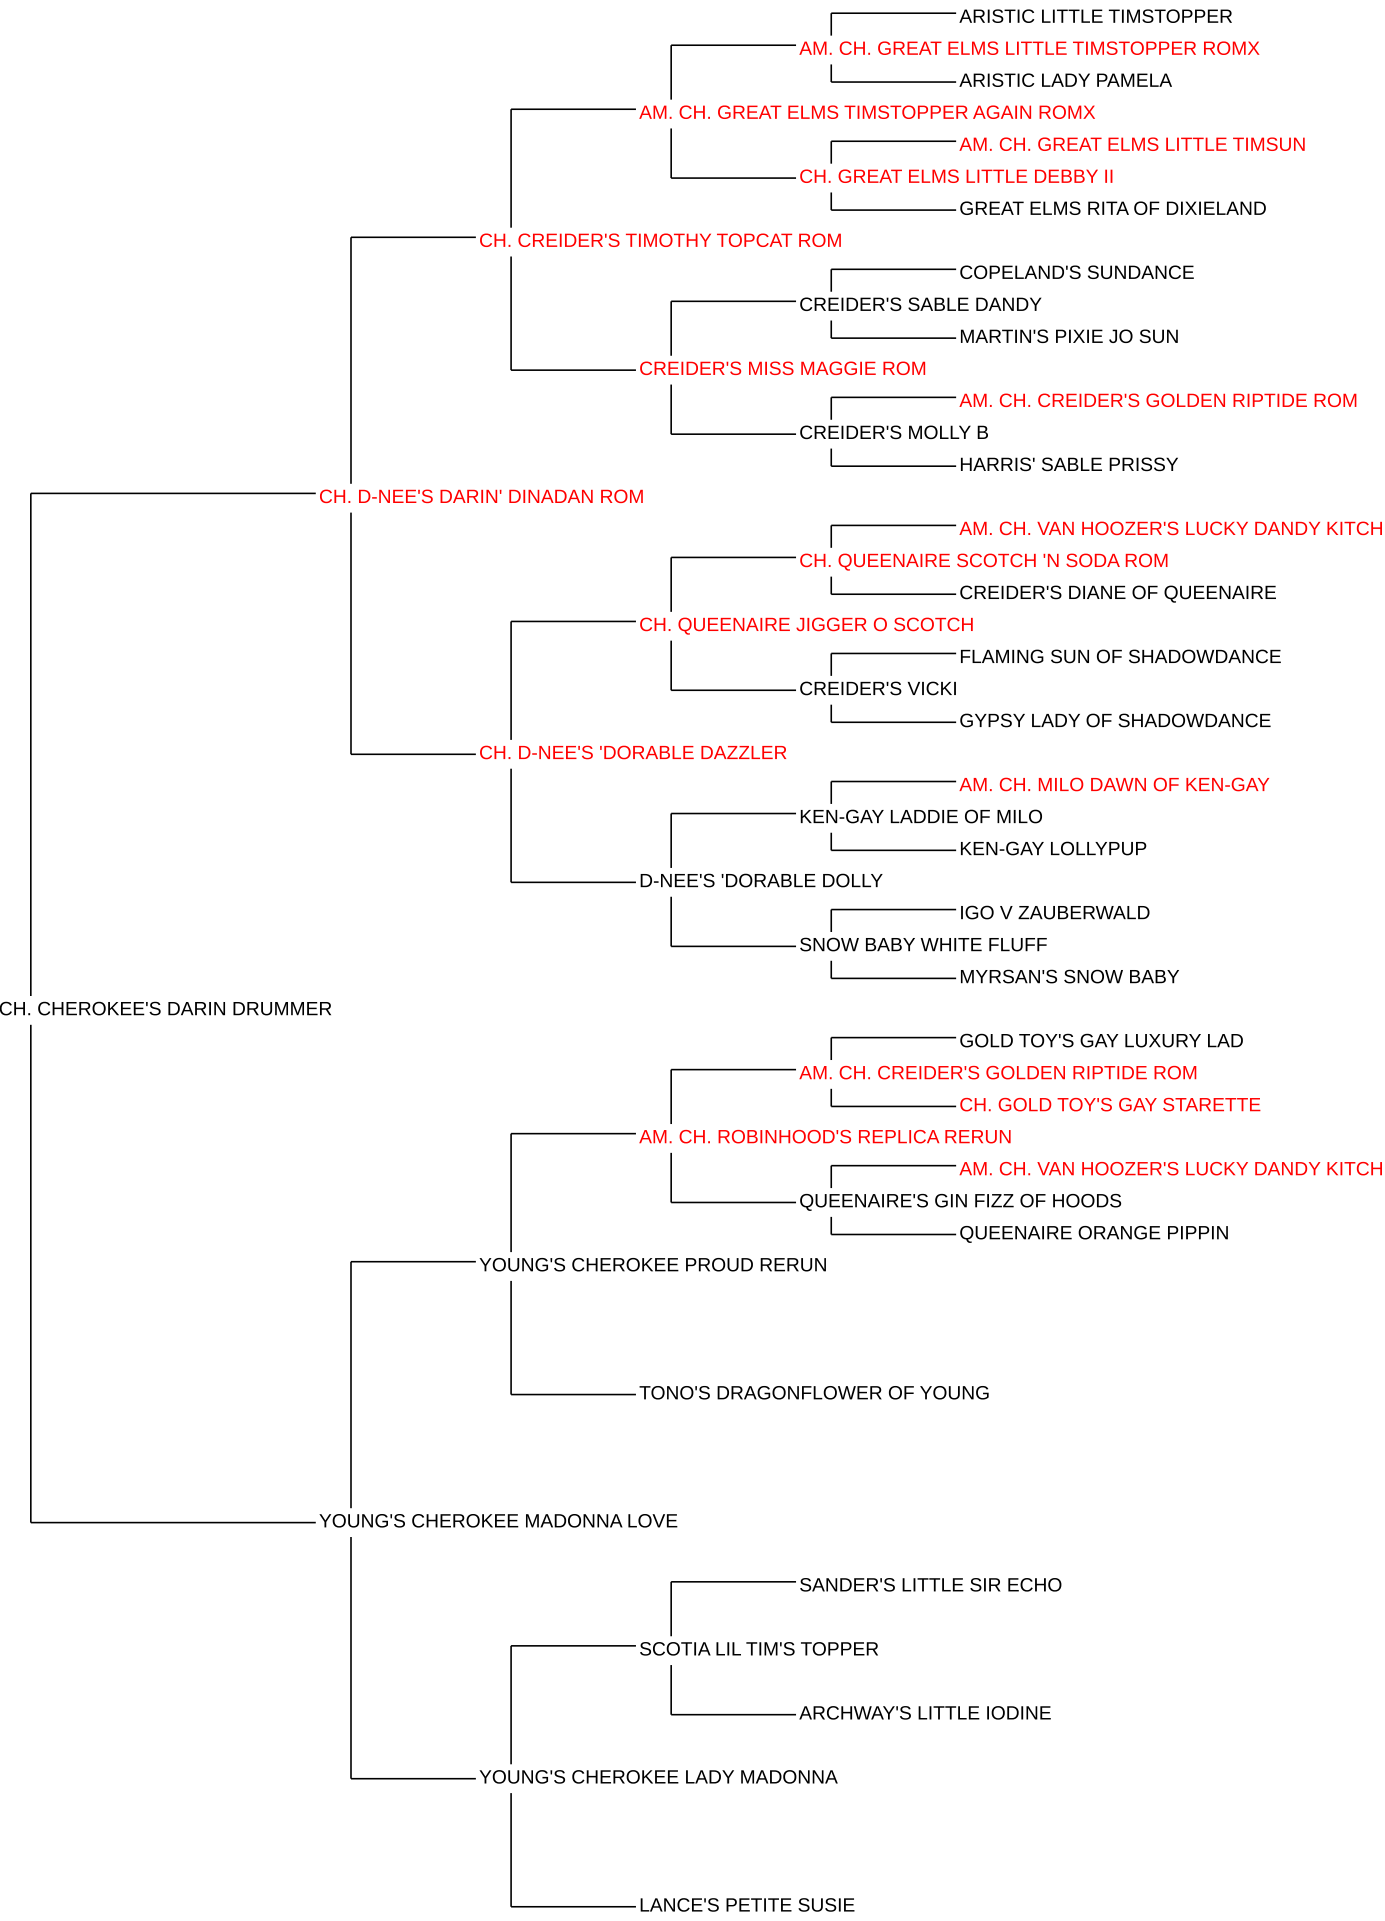 ARISTIC LITTLE TIMSTOPPER
AM. CH. GREAT ELMS LITTLE TIMSTOPPER ROMX
ARISTIC LADY PAMELA
AM. CH. GREAT ELMS TIMSTOPPER AGAIN ROMX
AM. CH. GREAT ELMS LITTLE TIMSUN
CH. GREAT ELMS LITTLE DEBBY II
GREAT ELMS RITA OF DIXIELAND
CH. CREIDER'S TIMOTHY TOPCAT ROM
COPELAND'S SUNDANCE
CREIDER'S SABLE DANDY
MARTIN'S PIXIE JO SUN
CREIDER'S MISS MAGGIE ROM
AM. CH. CREIDER'S GOLDEN RIPTIDE ROM
CREIDER'S MOLLY B
HARRIS' SABLE PRISSY
CH. D-NEE'S DARIN' DINADAN ROM
AM. CH. VAN HOOZER'S LUCKY DANDY KITCH
CH. QUEENAIRE SCOTCH 'N SODA ROM
CREIDER'S DIANE OF QUEENAIRE
CH. QUEENAIRE JIGGER O SCOTCH
FLAMING SUN OF SHADOWDANCE
CREIDER'S VICKI
GYPSY LADY OF SHADOWDANCE
CH. D-NEE'S 'DORABLE DAZZLER
AM. CH. MILO DAWN OF KEN-GAY
KEN-GAY LADDIE OF MILO
KEN-GAY LOLLYPUP
D-NEE'S 'DORABLE DOLLY
IGO V ZAUBERWALD
SNOW BABY WHITE FLUFF
MYRSAN'S SNOW BABY
CH. CHEROKEE'S DARIN DRUMMER
GOLD TOY'S GAY LUXURY LAD
AM. CH. CREIDER'S GOLDEN RIPTIDE ROM
CH. GOLD TOY'S GAY STARETTE
AM. CH. ROBINHOOD'S REPLICA RERUN
AM. CH. VAN HOOZER'S LUCKY DANDY KITCH
QUEENAIRE'S GIN FIZZ OF HOODS
QUEENAIRE ORANGE PIPPIN
YOUNG'S CHEROKEE PROUD RERUN
TONO'S DRAGONFLOWER OF YOUNG
YOUNG'S CHEROKEE MADONNA LOVE
SANDER'S LITTLE SIR ECHO
SCOTIA LIL TIM'S TOPPER
ARCHWAY'S LITTLE IODINE
YOUNG'S CHEROKEE LADY MADONNA
LANCE'S PETITE SUSIE